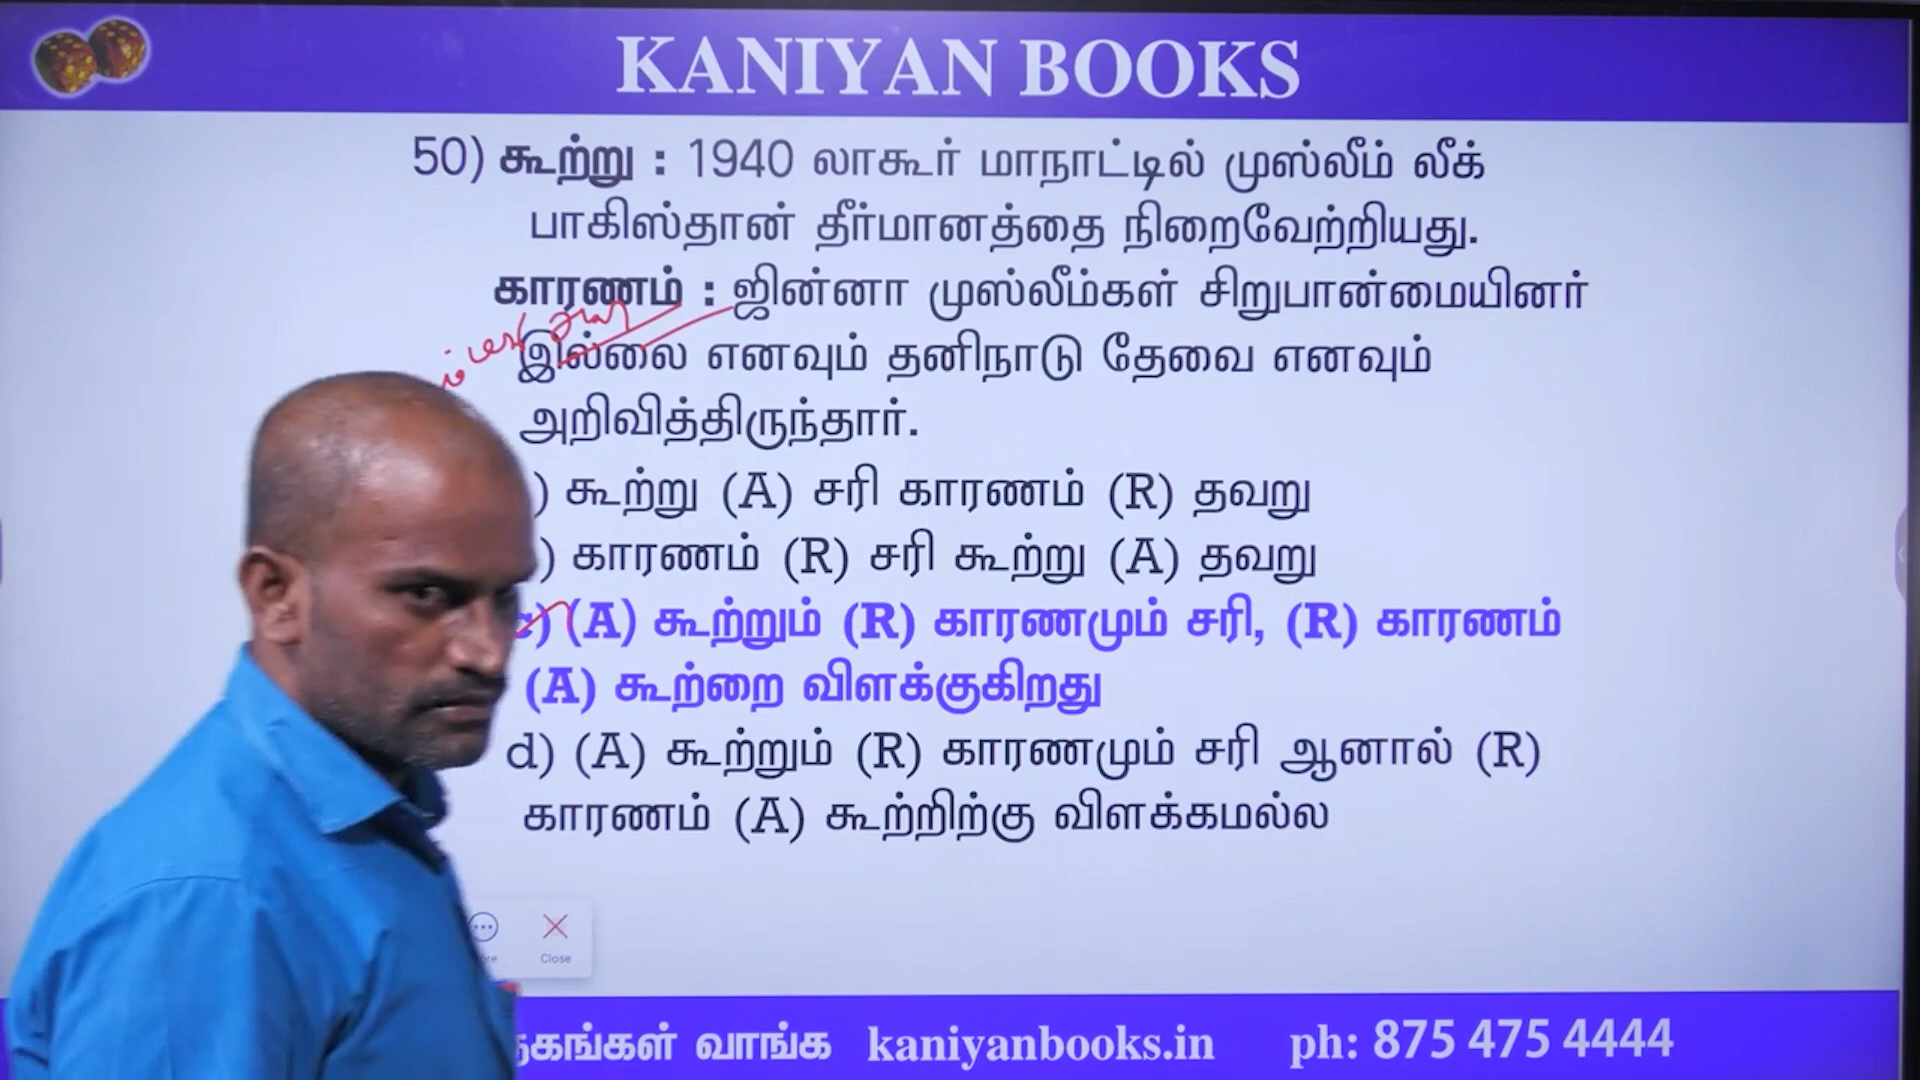 KANIYAN BOOKS
50) கூற்று : 1940 லாகூர் மாநாட்டில் முஸ்லீம் லீக்
பாகிஸ்தான் தீர்மானத்தை நிறைவேற்றியது.
காரணம் : ஜின்னா முஸ்லீம்கள் சிறுபான்மையினர்
இல்லை எனவும் தனிநாடு தேவை எனவும்
அறிவித்திருந்தார்.
) கூற்று (A) சரி காரணம் (R) தவறு
) காரணம் (R) சரி கூற்று (A) தவறு
c) (A) கூற்றும் (R) காரணமும் சரி, (R) காரணம்
(A) கூற்றை விளக்குகிறது
d) (A) கூற்றும் (R) காரணமும் சரி ஆனால் (R)
காரணம் (A) கூற்றிற்கு விளக்கமல்ல
Close
வாங்க kaniyanbooks.in ph: 875 475 4444